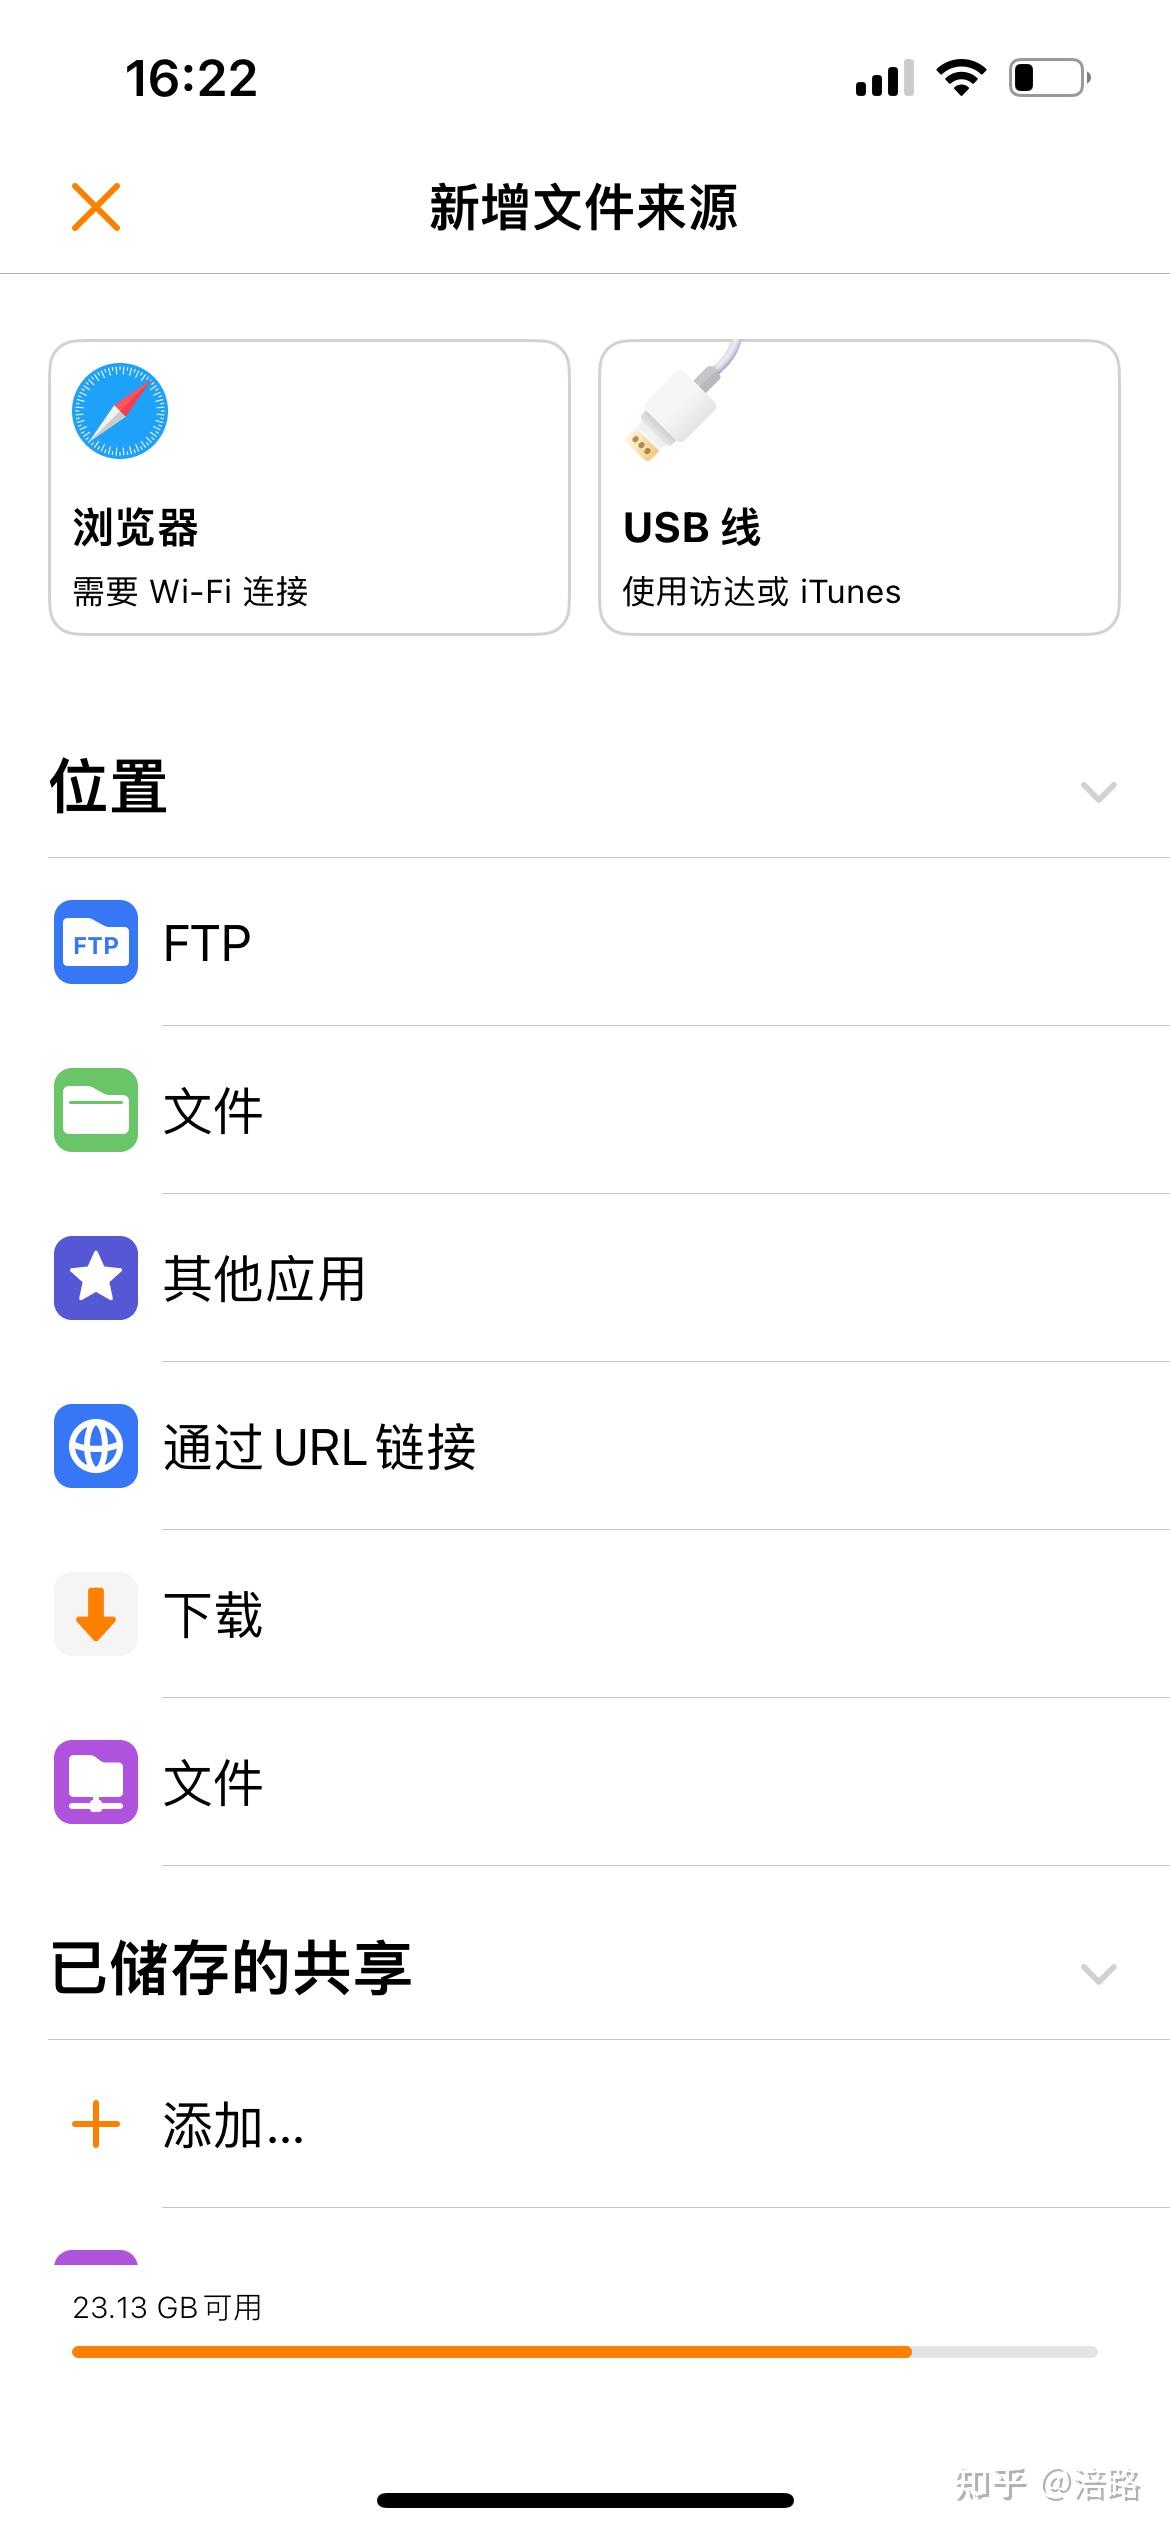 16:22
新增文件来源
浏览器
需要 Wi-Fi 连接
USB 线
使用访达或 iTunes
位置
FTP
FTP
文件
其他应用
通过 URL 链接
下载
文件
已储存的共享
添加...
23.13 GB 可用
知乎 @涪路